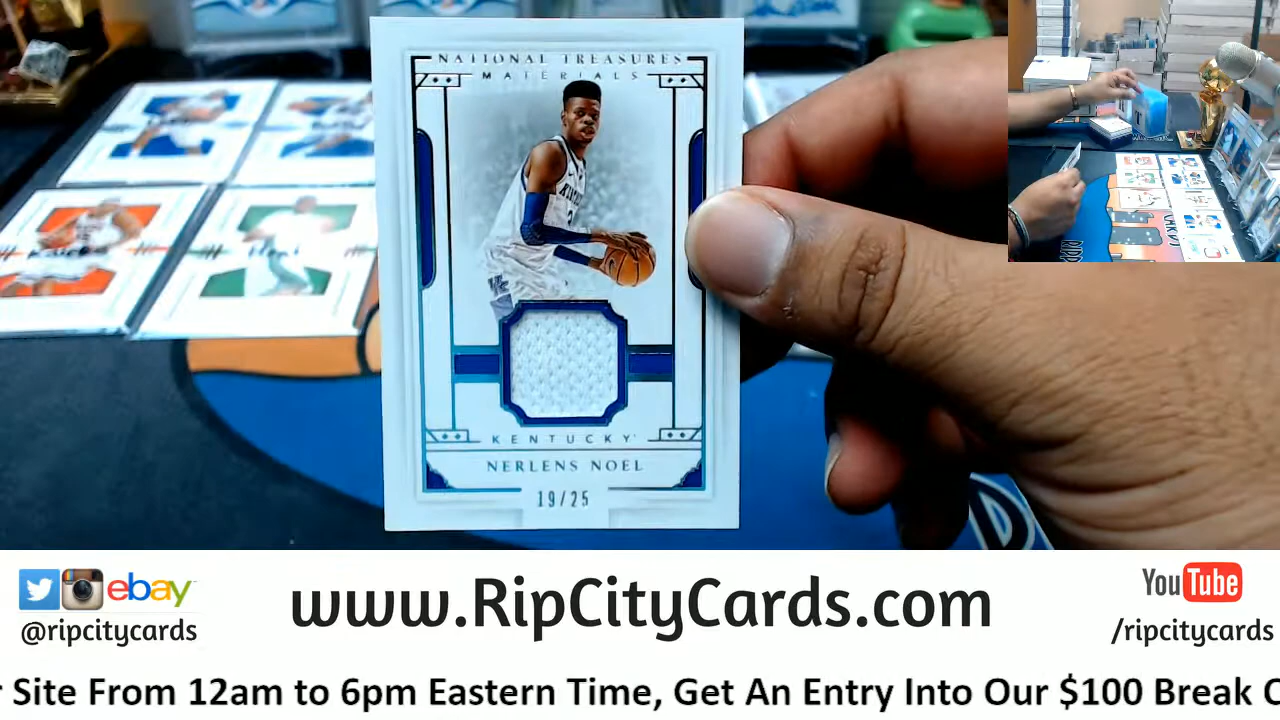 NATIONAL TREASURES
MATERIALS
KENTUCKY
NERLENS NOEL
19/25
ebay
@ripcitycards
www.RipCityCards.com
YouTube
/ripcitycards
Site From 12am to 6pm Eastern Time, Get An Entry Into Our $100 Break